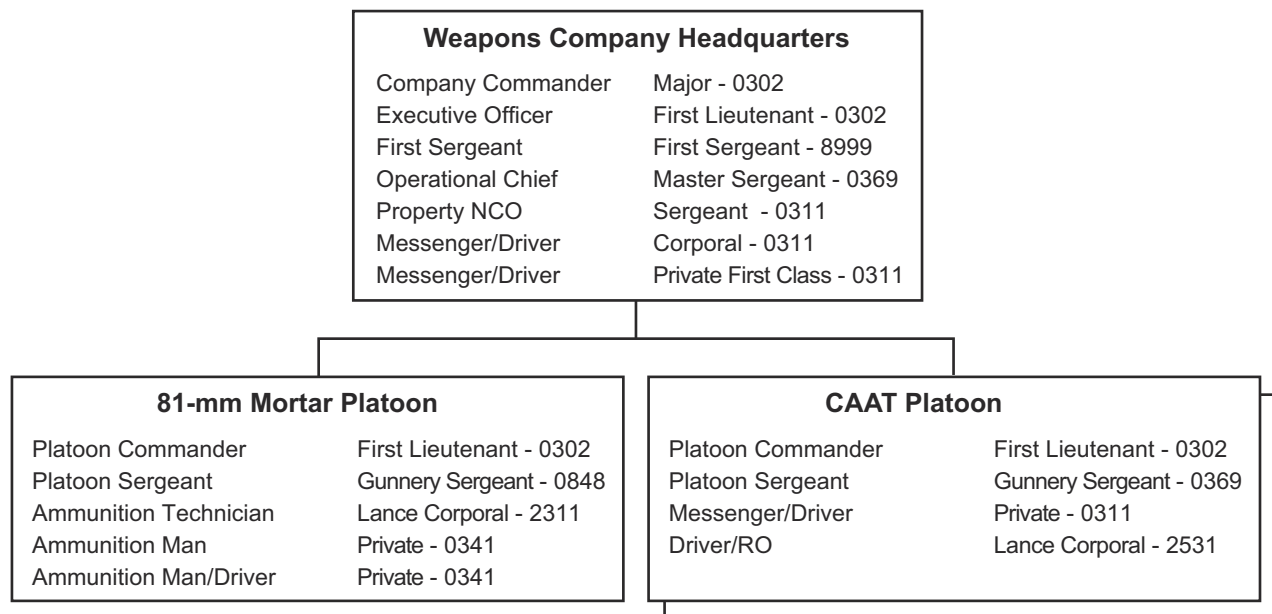 Weapons Company Headquarters
Company Commander Major - 0302
Executive Officer First Lieutenant - 0302
First Sergeant First Sergeant - 8999
Operational Chief Master Sergeant - 0369
Property NCO Sergeant - 0311
Messenger/Driver Corporal - 0311
Messenger/Driver Private First Class - 0311
81-mm Mortar Platoon
Platoon Commander First Lieutenant - 0302
Platoon Sergeant Gunnery Sergeant - 0848
Ammunition Technician Lance Corporal - 2311
Ammunition Man Private - 0341
Ammunition Man/Driver Private - 0341
CAAT Platoon
Platoon Commander First Lieutenant - 0302
Platoon Sergeant Gunnery Sergeant - 0369
Messenger/Driver Private - 0311
Driver/RO Lance Corporal - 2531